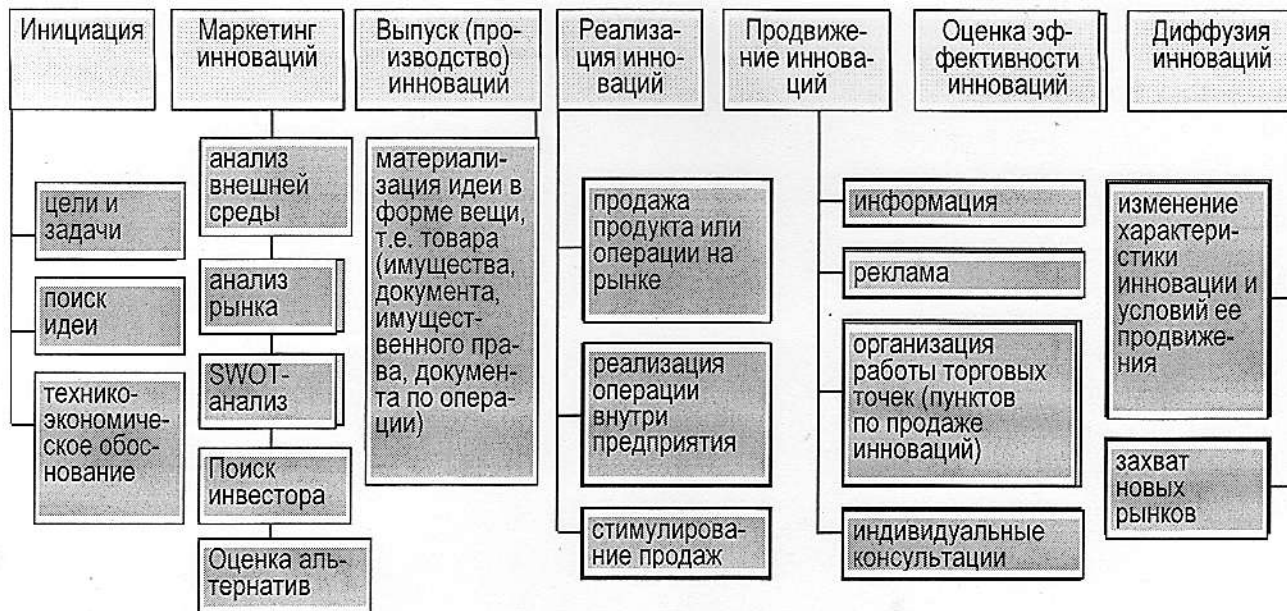 Инициация
Маркетинг
инноваций
Выпуск (про-
изводство)
инноваций
Реализа-
ция инно-
ваций
Продвиже-
ние иннова-
ций
Оценка эф-
фективности
инноваций
Диффузия
инноваций
цели и
задачи
поиск
идеи
технико-
экономиче-
ское обос-
нование
анализ
внешней
среды
анализ
рынка
SWOT-
анализ
Поиск
инвестора
Оценка аль-
тернатив
материали-
зация идеи в
форме вещи,
т.е. товара
(имущества,
документа,
имущест-
венного пра-
ва, докумен-
та по опера-
ции)
продажа
продукта или
операции на
рынке
реализация
операции
внутри
предприятия
стимулирова-
ние продаж
информация
реклама
организация
работы торговых
точек (пунктов
по продаже
инноваций)
индивидуальные
консультации
изменение
характери-
стики
инновации и
условий ее
продвиже-
ния
захват
новых
рынков